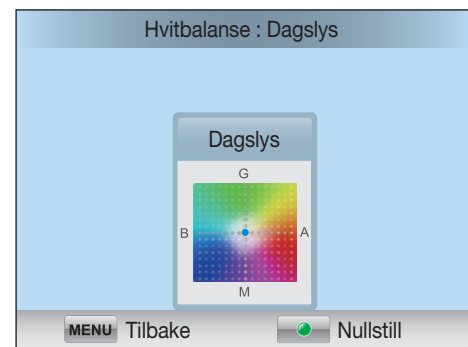 Hvitbalanse : Dagslys
Dagslys
G
B A
M
MENU Tilbake Nullstill